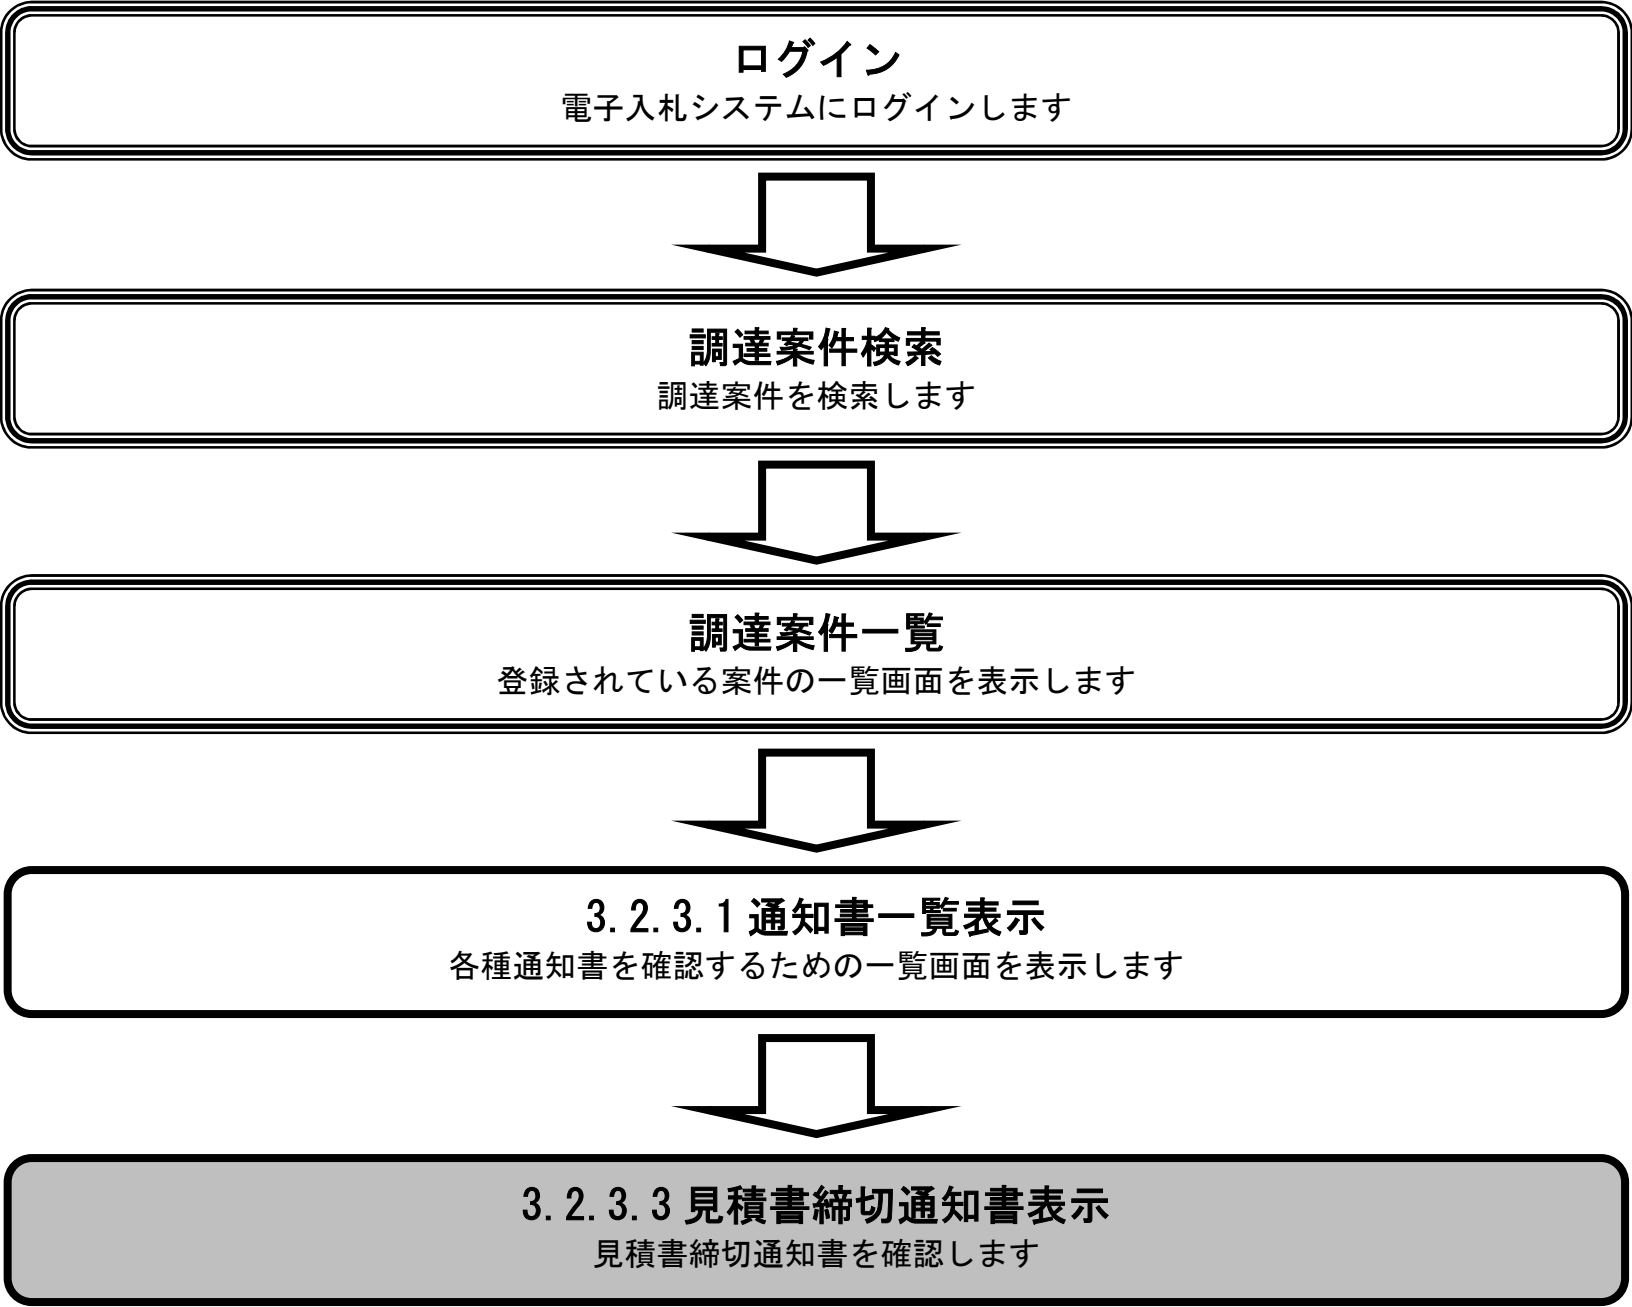 ログイン
電子入札システムにログインします
調達案件検索
調達案件を検索します
調達案件一覧
登録されている案件の一覧画面を表示します
3.2.3.1 通知書一覧表示
各種通知書を確認するための一覧画面を表示します
3.2.3.3 見積書締切通知書表示
見積書締切通知書を確認します